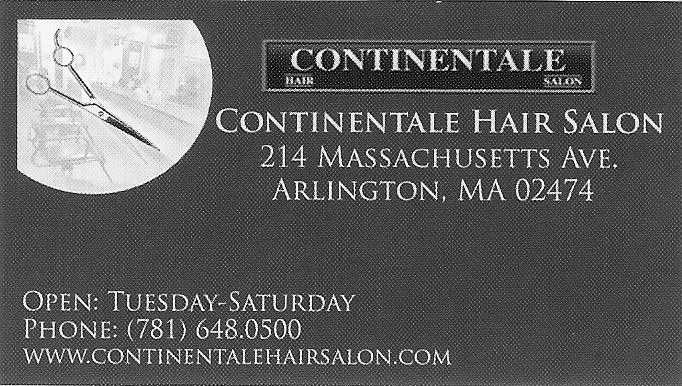 CONTINENTALE
HAIR SALON
CONTINENTALE HAIR SALON
214 MASSACHUSETTS AVE.
ARLINGTON, MA 02474
OPEN: TUESDAY-SATURDAY
PHONE: (781) 648.0500
WWW.CONTINENTALEHAIRSALON.COM